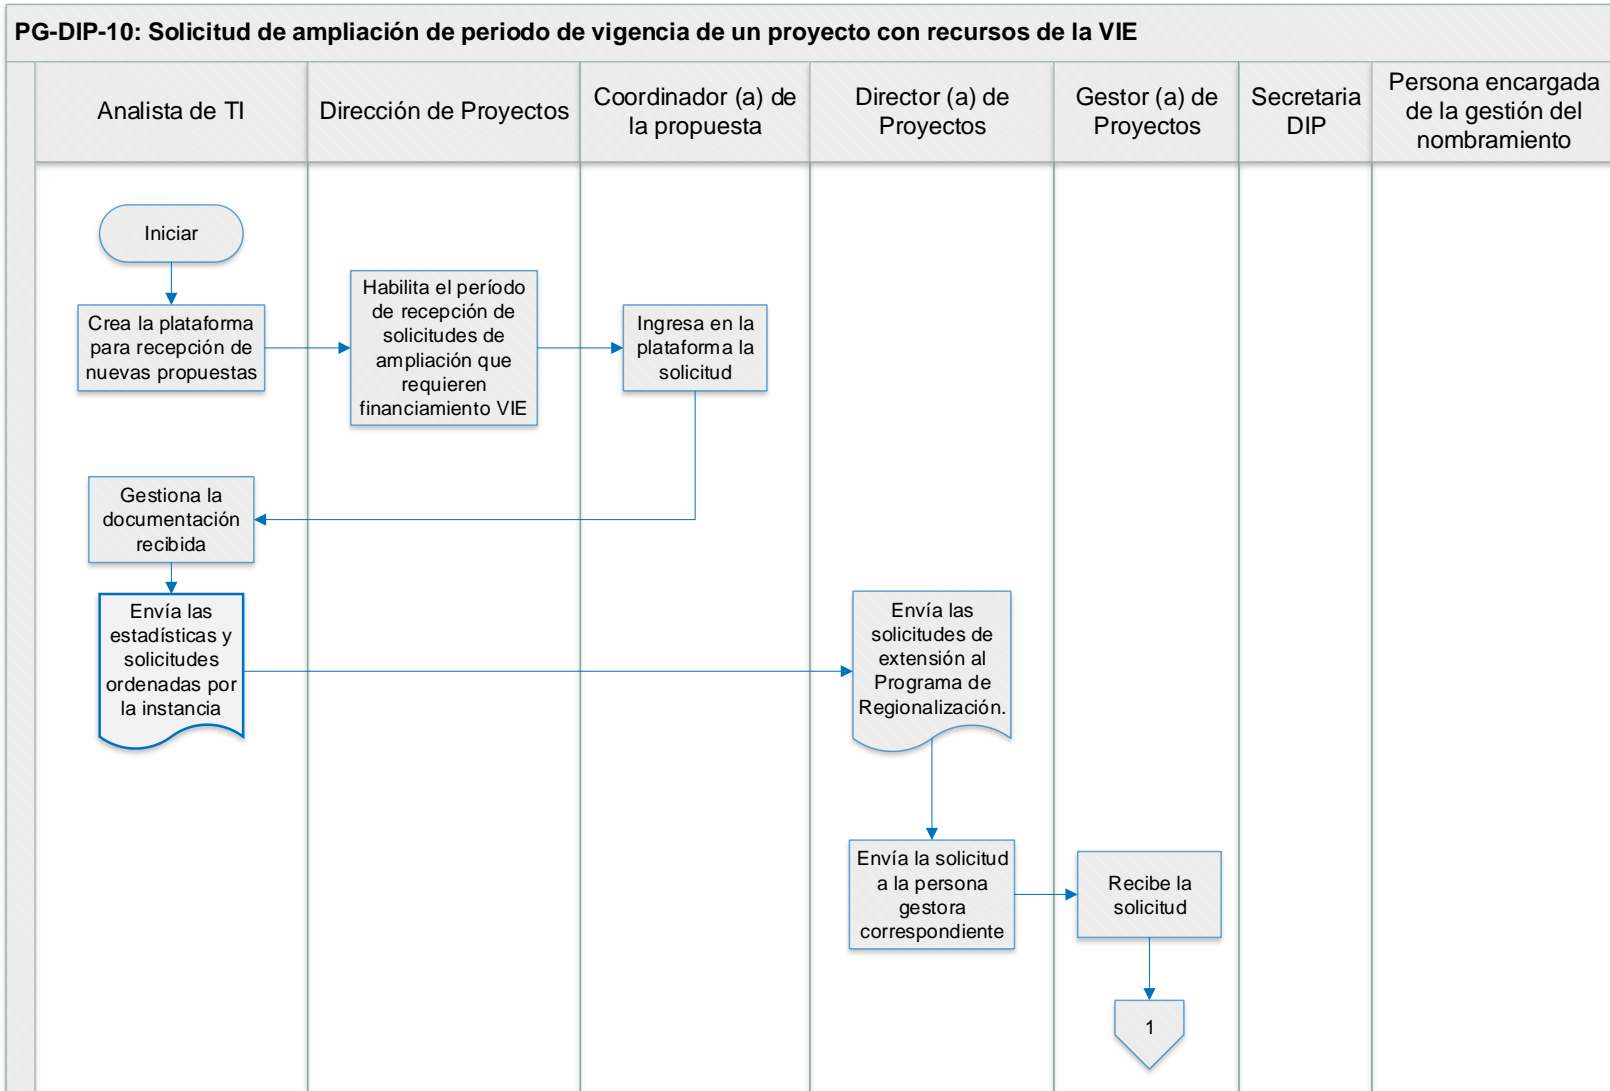 PG-DIP-10: Solicitud de ampliación de periodo de vigencia de un proyecto con recursos de la VIE
Analista de TI
Dirección de Proyectos
Coordinador (a) de
la propuesta
Director (a) de
Proyectos
Gestor (a) de
Proyectos
Secretaria
DIP
Persona encargada
de la gestión del
nombramiento
Iniciar
Crea la plataforma
para recepción de
nuevas propuestas
Habilita el período
de recepción de
solicitudes de
ampliación que
requieren
financiamiento VIE
Ingresa en la
plataforma la
solicitud
Gestiona la
documentación
recibida
Envía las
estadísticas y
solicitudes
ordenadas por
la instancia
Envía las
solicitudes de
extensión al
Programa de
Regionalización.
Envía la solicitud
a la persona
gestora
correspondiente
Recibe la
solicitud
1